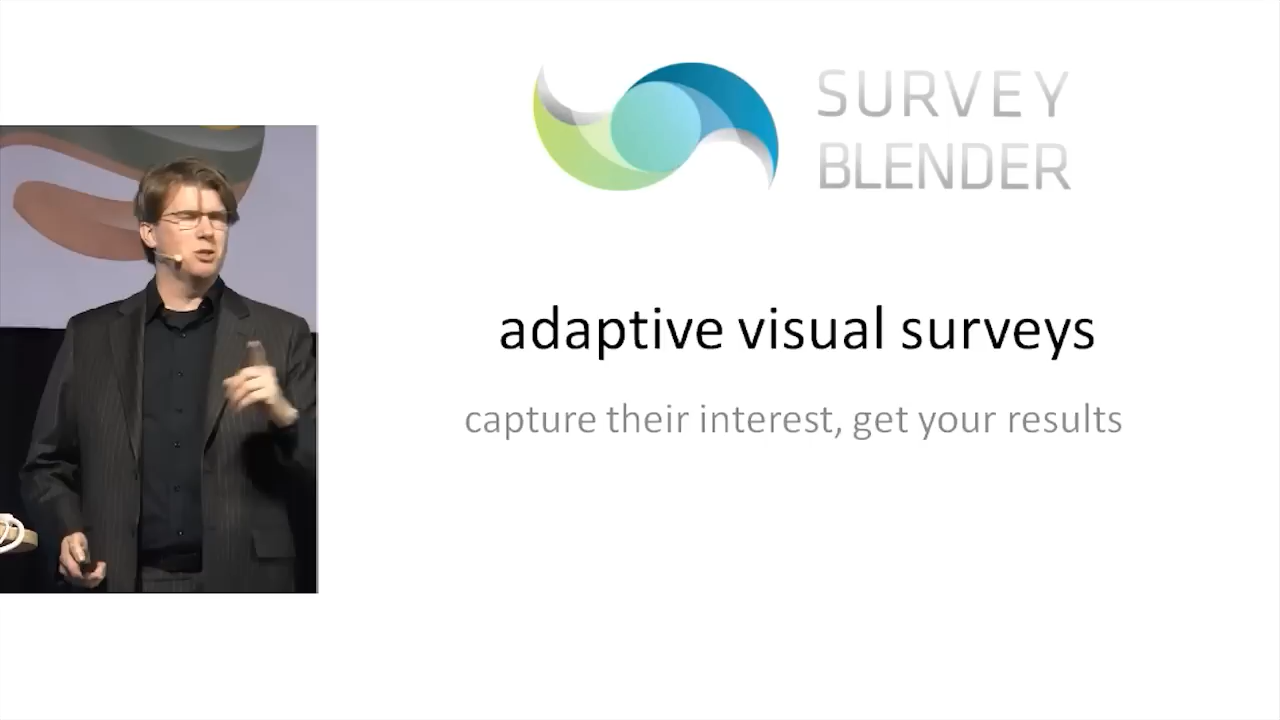 SURVEY
BLENDER
adaptive visual surveys
capture their interest, get your results